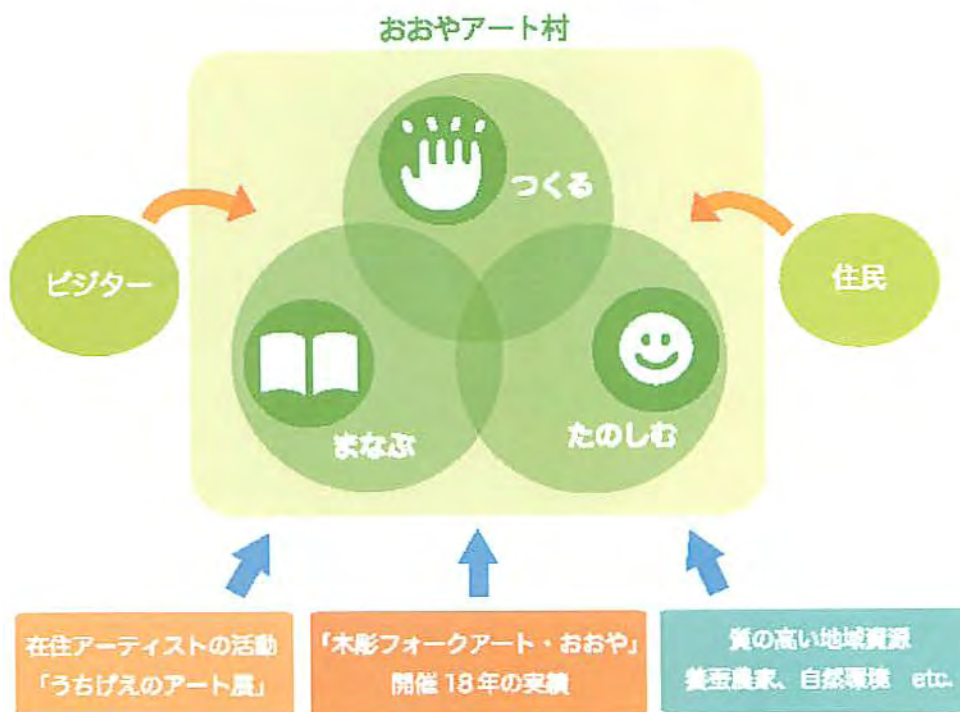 おおやアート村
つくる
ビジター
住民
まなぶ
たのしむ
在住アーティストの活動
「うちげえのアート展」
「木彫フォークアート・おおや」
開催18年の実績
質の高い地域資源
養蚕農家、自然環境 etc.